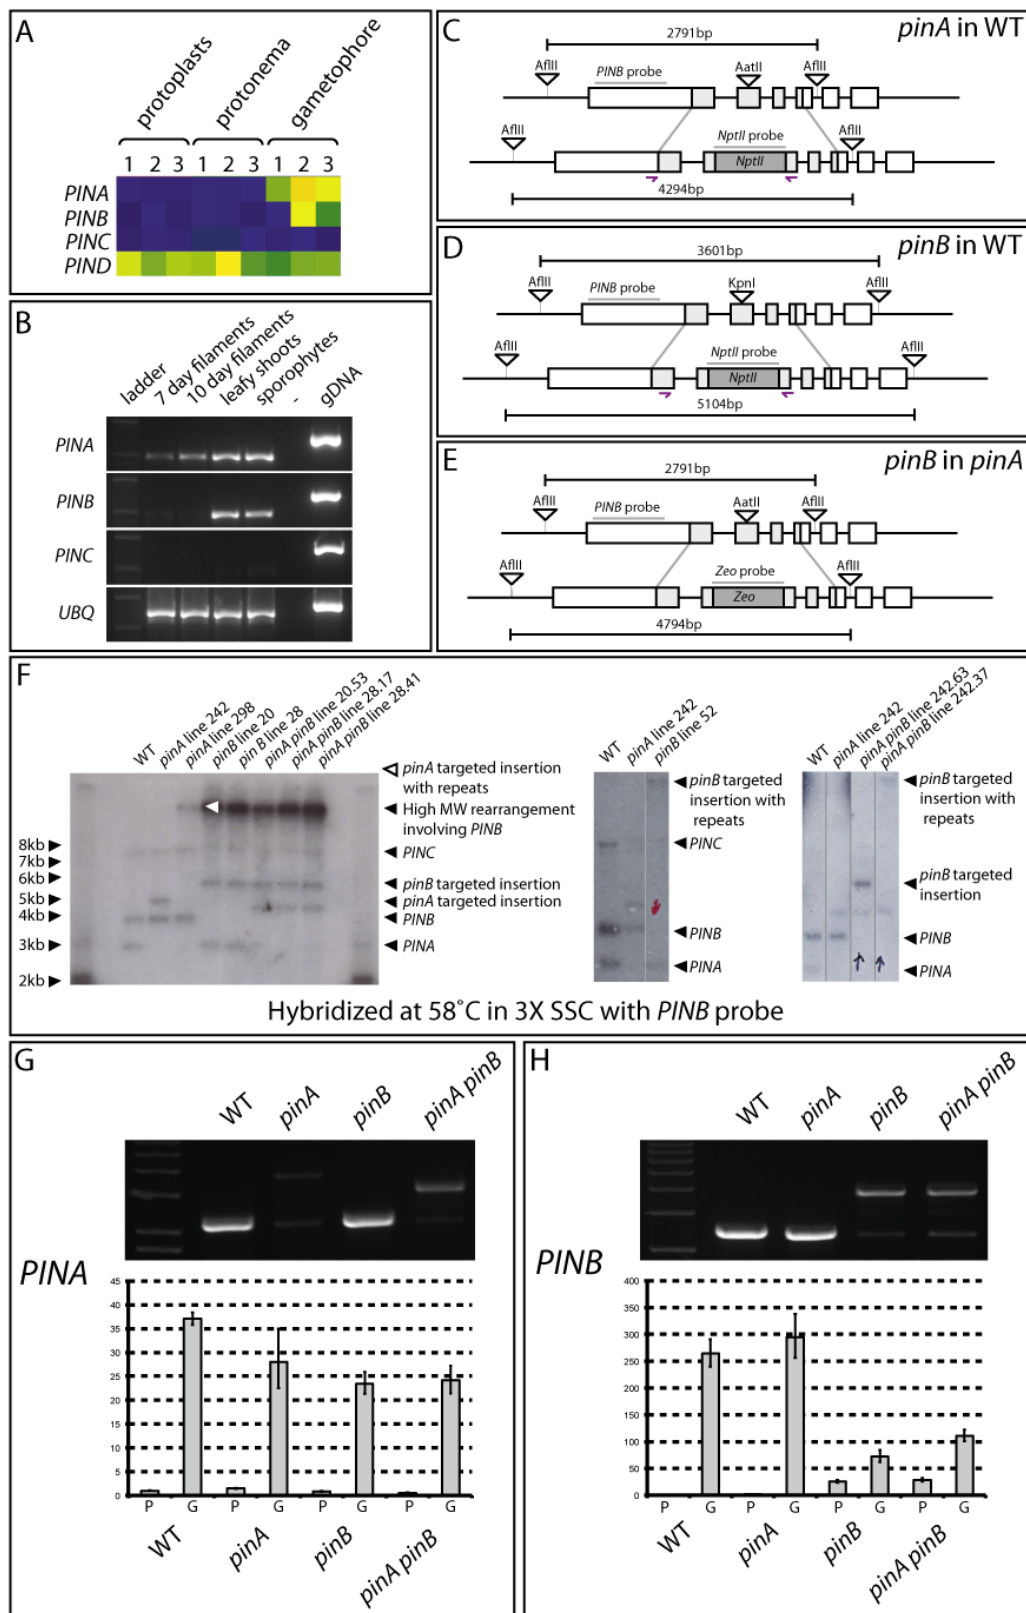 A
protoplasts
protonema
gametophore
1 2 3 1 2 3 1 2 3
PINA
PINB
PINC
PIND
B
ladder
7 day filaments
10 day filaments
leafy shoots
sporophytes
-
gDNA
PINA
PINB
PINC
UBQ
C
pinA in WT
2791bp
AflII
PINB probe
AatII
AflII
AflII
NptII probe
AflII
NptII
4294bp
D
pinB in WT
3601bp
AflII
PINB probe
KpnI
AflII
AflII
NptII probe
AflII
NptII
5104bp
E
pinB in pinA
2791bp
AflII
PINB probe
AatII
AflII
AflII
Zeo probe
AflII
Zeo
4794bp
F
WT
pinA line 242
pinA line 298
pinB line 20
pin B line 28
pinA pinB line 20.53
pinA pinB line 28.17
pinA pinB line 28.41
8kb
7kb
6kb
5kb
4kb
3kb
2kb
pinA targeted insertion
with repeats
High MW rearrangement
involving PINB
PINC
pinB targeted insertion
pinA targeted insertion
PINB
PINA
WT
pinA line 242
pinB line 52
pinB targeted
insertion with
repeats
PINC
PINB
PINA
WT
pinA line 242
pinA pinB line 242.63
pinA pinB line 242.37
pinB targeted
insertion with
repeats
pinB targeted
insertion
PINB
PINA
Hybridized at 58˚C in 3X SSC with PINB probe
G
WT
pinA
pinB
pinA pinB
PINA
45
40
35
30
25
20
15
10
5
0
P G P G P G P G
WT
pinA
pinB
pinA pinB
H
WT
pinA
pinB
pinA pinB
PINB
400
350
300
250
200
150
100
50
0
P G P G P G P G
WT
pinA
pinB
pinA pinB